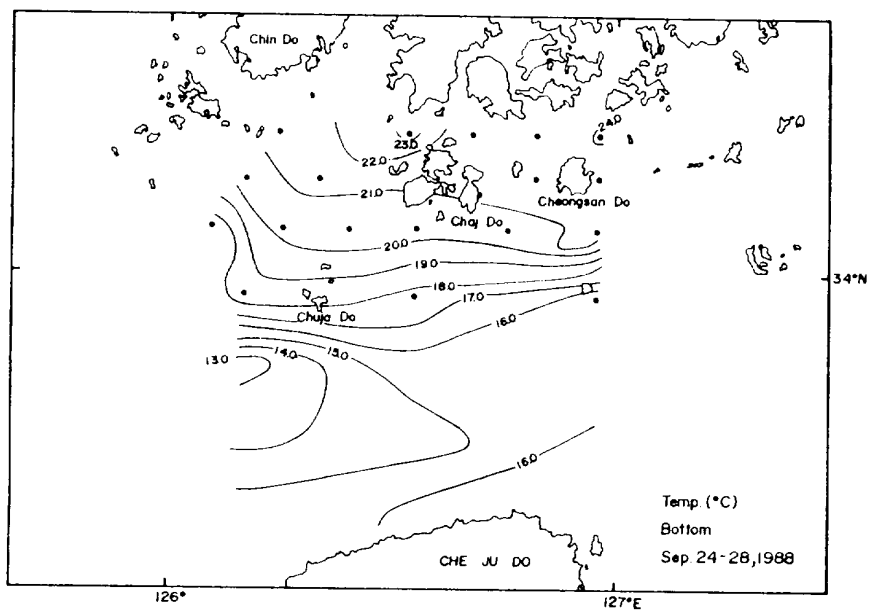 Chin Do
24.0
23.0
22.0
21.0
Cheongsan Do
Choj Do
20.0
19.0
34°N
18.0
17.0
Chuja Do
16.0
15.0
14.0
13.0
16.0
Temp. (°C)
Bottom
Sep. 24-28, 1988
CHE JU DO
126°
127°E